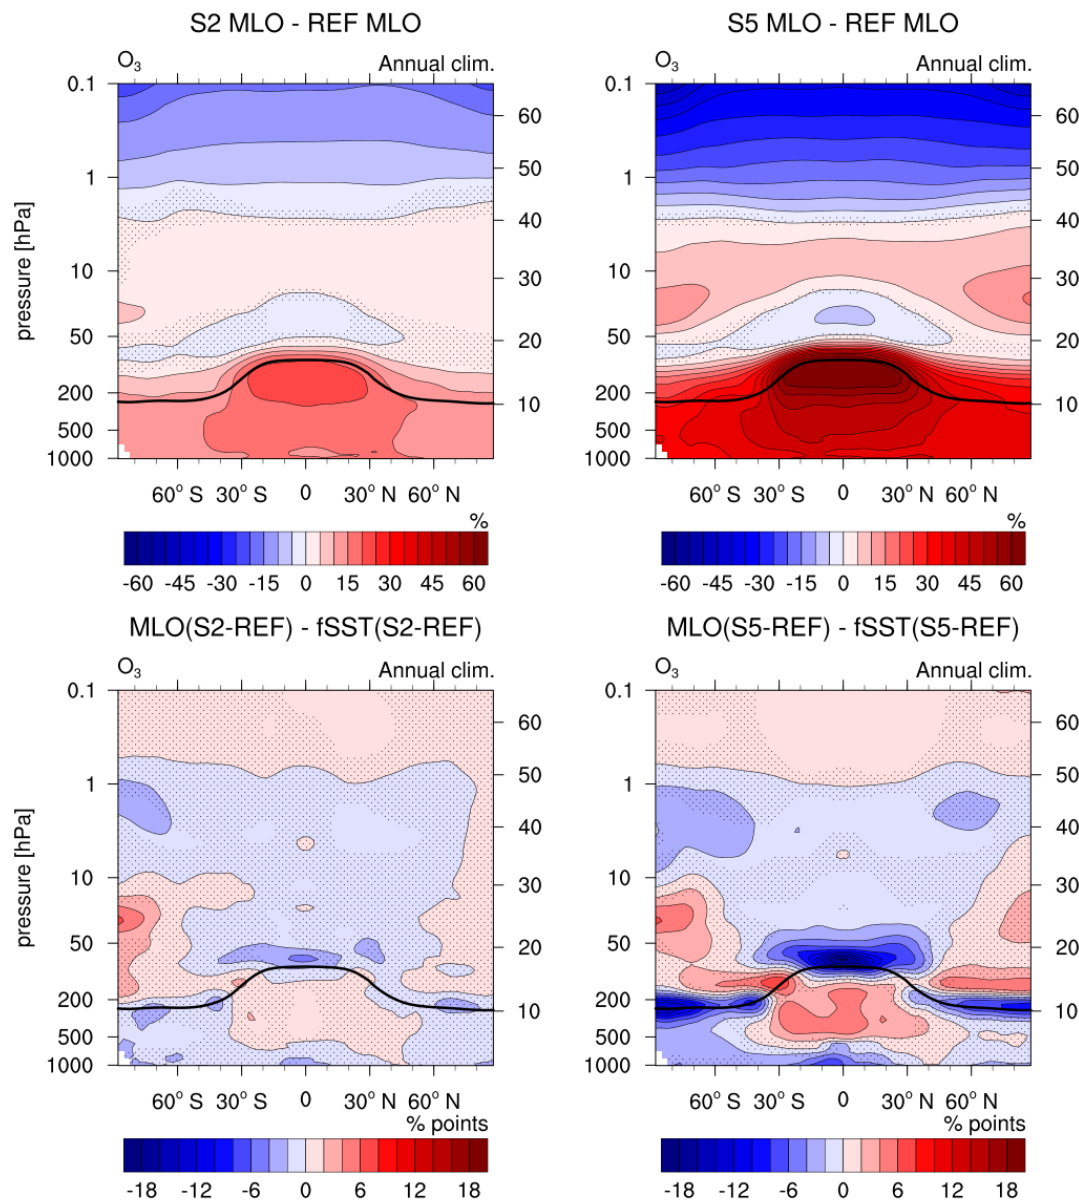 S2 MLO - REF MLO
S5 MLO - REF MLO
O3
Annual clim.
O3
Annual clim.
pressure [hPa]
0.1
1
10
50
200
500
1000
60
50
40
30
20
10
0.1
1
10
50
200
500
1000
60
50
40
30
20
10
60° S 30° S 0 30° N 60° N
60° S 30° S 0 30° N 60° N
%
%
-60 -45 -30 -15 0 15 30 45 60
-60 -45 -30 -15 0 15 30 45 60
MLO(S2-REF) - fSST(S2-REF)
MLO(S5-REF) - fSST(S5-REF)
O3
Annual clim.
O3
Annual clim.
pressure [hPa]
0.1
1
10
50
200
500
1000
60
50
40
30
20
10
0.1
1
10
50
200
500
1000
60
50
40
30
20
10
60° S 30° S 0 30° N 60° N
60° S 30° S 0 30° N 60° N
% points
% points
-18 -12 -6 0 6 12 18
-18 -12 -6 0 6 12 18